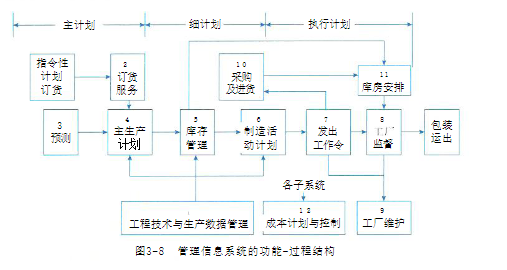 主计划
细计划
执行计划
指令性
计划
订货
2
订货
服务
10
采购
及进货
11
库房安排
3
预测
4
主生产
计划
5
库存
管理
6
制造活
动计划
7
发出
工作令
8
工厂
监督
包装
运出
各子系统
工程技术与生产数据管理
12
成本计划与控制
9
工厂维护
图3-8 管理信息系统的功能-过程结构